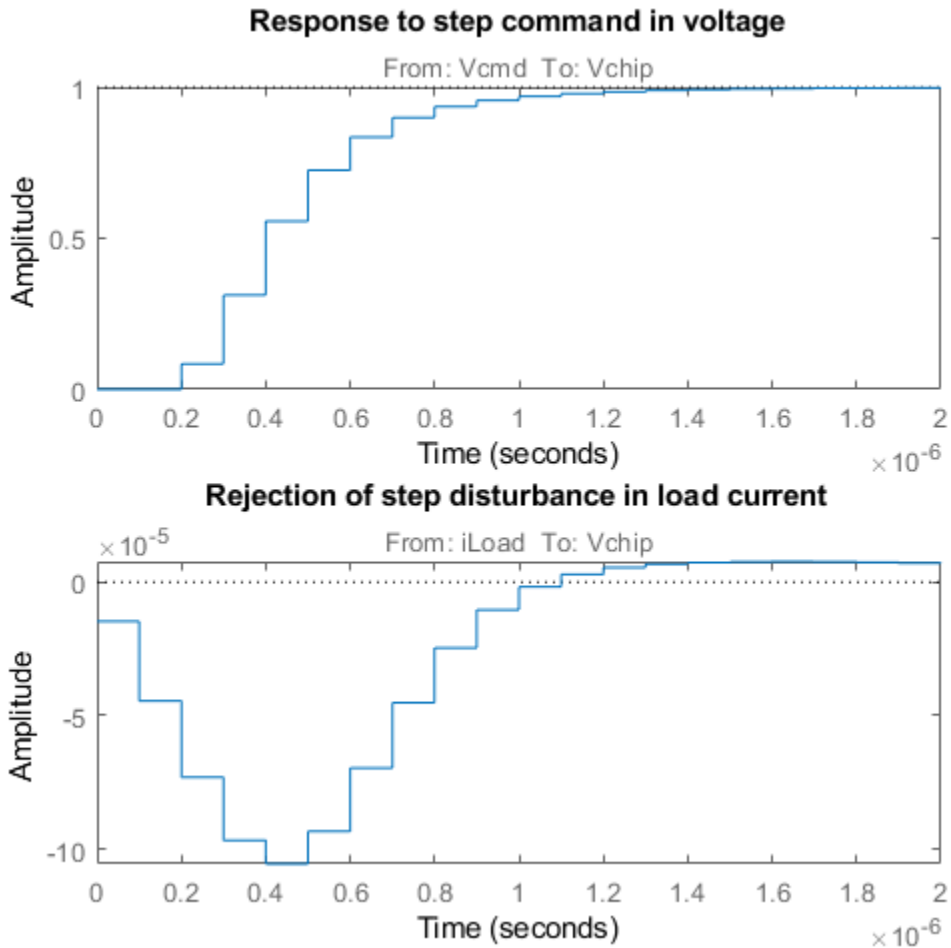 Response to step command in voltage
From: Vcmd To: Vchip
1
0.5
0
Amplitude
0 0.2 0.4 0.6 0.8 1 1.2 1.4 1.6 1.8 2
Time (seconds)
× 10^-6
Rejection of step disturbance in load current
× 10^-5
From: iLoad To: Vchip
0
-5
-10
Amplitude
0 0.2 0.4 0.6 0.8 1 1.2 1.4 1.6 1.8 2
Time (seconds)
× 10^-6